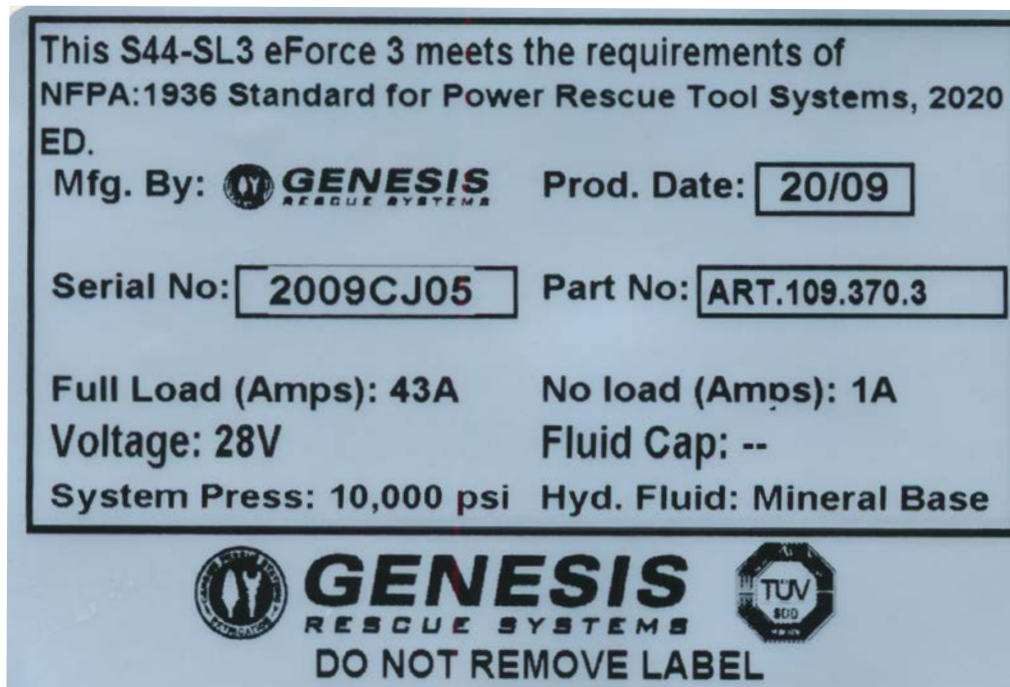 This S44-SL3 eForce 3 meets the requirements of
NFPA:1936 Standard for Power Rescue Tool Systems, 2020
ED.
Mfg. By: GENESIS RESCUE SYSTEMS Prod. Date: 20/09
Serial No: 2009CJ05 Part No: ART.109.370.3
Full Load (Amps): 43A No load (Amps): 1A
Voltage: 28V Fluid Cap: --
System Press: 10,000 psi Hyd. Fluid: Mineral Base
GENESIS
RESCUE SYSTEMS
TÜV
DO NOT REMOVE LABEL